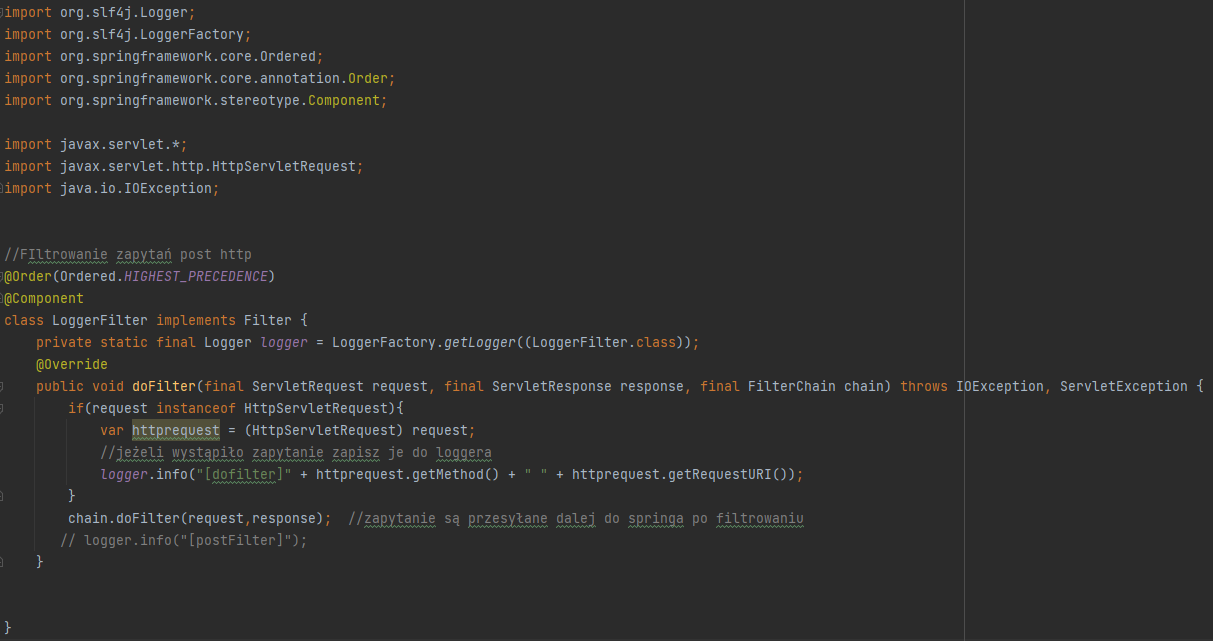 import org.slf4j.Logger;
import org.slf4j.LoggerFactory;
import org.springframework.core.Ordered;
import org.springframework.core.annotation.Order;
import org.springframework.stereotype.Component;

import javax.servlet.*;
import javax.servlet.http.HttpServletRequest;
import java.io.IOException;

//FIltrowanie zapytań post http
@Order(Ordered.HIGHEST_PRECEDENCE)
@Component
class LoggerFilter implements Filter {
    private static final Logger logger = LoggerFactory.getLogger((LoggerFilter.class));
    @Override
    public void doFilter(final ServletRequest request, final ServletResponse response, final FilterChain chain) throws IOException, ServletException {
        if(request instanceof HttpServletRequest){
            var httprequest = (HttpServletRequest) request;
            //jeżeli wystąpiło zapytanie zapisz je do loggera
            logger.info("[dofilter]" + httprequest.getMethod() + " " + httprequest.getRequestURI());
        }
        chain.doFilter(request,response);  //zapytanie są przesyłane dalej do springa po filtrowaniu
       // logger.info("[postFilter]");
    }

}